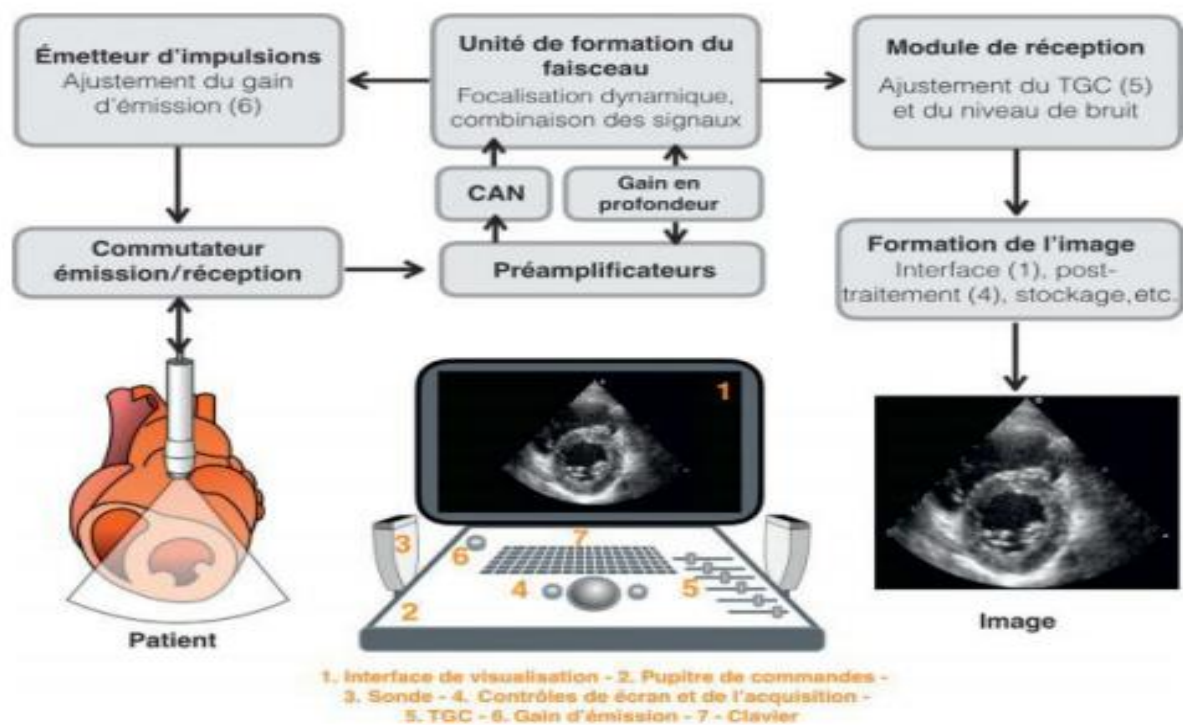 Émetteur d'impulsions
Ajustement du gain
d'émission (6)
Unité de formation du
faisceau
Focalisation dynamique,
combinaison des signaux
Module de réception
Ajustement du TGC (5)
et du niveau de bruit
CAN
Gain en
profondeur
Commutateur
émission/réception
Préamplificateurs
Formation de l'image
Interface (1), post-
traitement (4), stockage,etc.
1
3
6
7
4
5
2
Patient
Image
1. Interface de visualisation - 2. Pupitre de commandes -
3. Sonde - 4. Contrôles de écran et de l'acquisition -
5. TGC - 6. Gain d'émission - 7 - Clavier